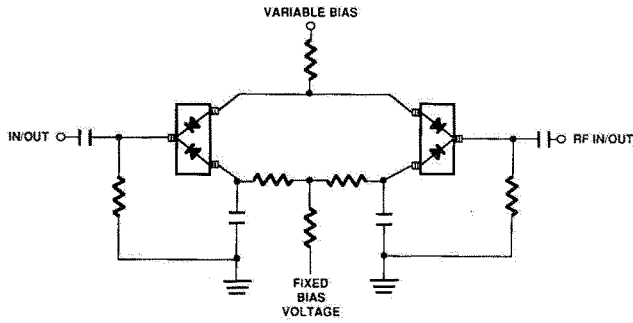 VARIABLE BIAS
IN/OUT
RF IN/OUT
FIXED
BIAS
VOLTAGE